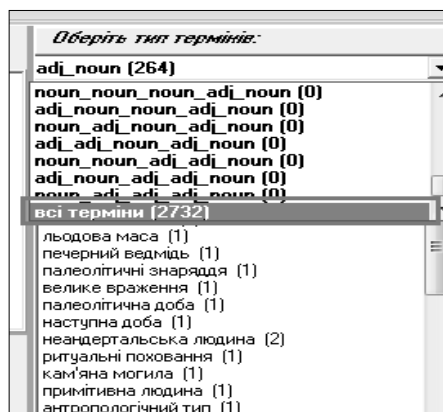 Оберіть тип термінів:
adj_noun (264)
noun_noun_noun_adj_noun (0)
adj_noun_noun_adj_noun (0)
noun_adj_noun_adj_noun (0)
adj_adj_noun_adj_noun (0)
noun_noun_adj_adj_noun (0)
adj_noun_adj_adj_noun (0)
noun_adj_adj_adj_noun (0)
всі терміни (2732)
льодова маса (1)
печерний ведмідь (1)
палеолітичні знаряддя (1)
велике враження (1)
палеолітична доба (1)
наступна доба (1)
неандертальська людина (2)
ритуальні поховання (1)
кам'яна могила (1)
примітивна людина (1)
антропологічний тип (1)